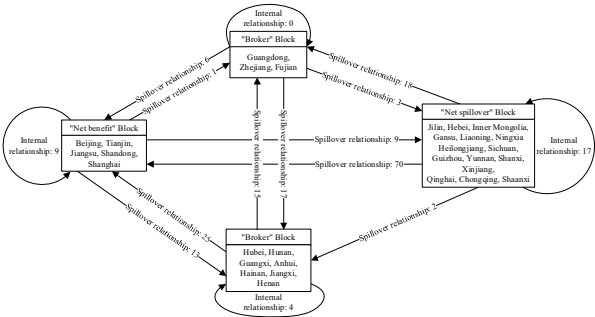 Internal
relationship: 0
"Broker" Block
Guangdong,
Zhejiang, Fujian
Spillover relationship: 6
Spillover relationship: 1
Spillover relationship: 18
Spillover relationship: 3
"Net benefit" Block
Beijing, Tianjin,
Jiangsu, Shandong,
Shanghai
Internal
relationship: 9
"Net spillover" Block
Jilin, Hebei, Inner Mongolia,
Gansu, Liaoning, Ningxia
Heilongjiang, Sichuan,
Guizhou, Yunnan, Shanxi,
Xinjiang,
Qinghai, Chongqing, Shaanxi
Internal
relationship: 17
Spillover relationship: 9
Spillover relationship: 70
Spillover relationship: 15
Spillover relationship: 17
Spillover relationship: 25
Spillover relationship: 13
Spillover relationship: 2
"Broker" Block
Hubei, Hunan,
Guangxi, Anhui,
Hainan, Jiangxi,
Henan
Internal
relationship: 4